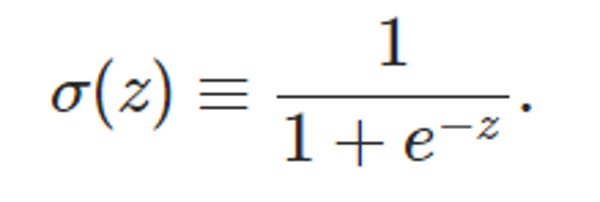 σ(z) ≡ 1 / (1 + e^{−z}).